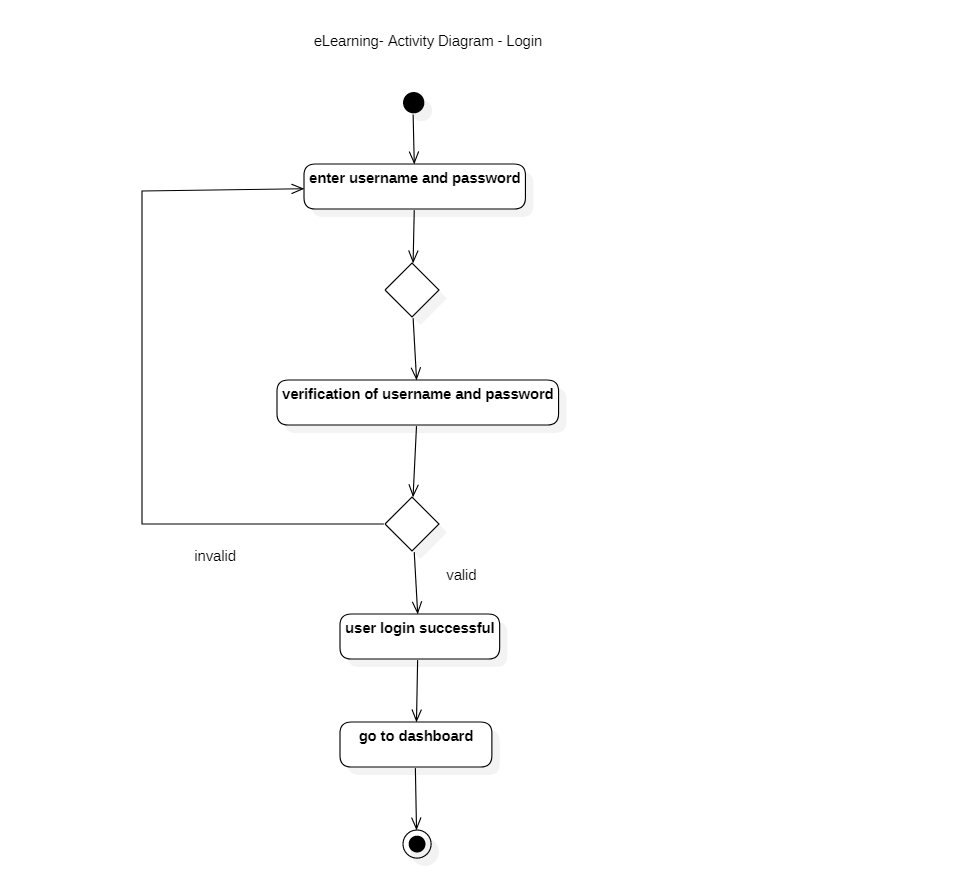 eLearning- Activity Diagram - Login
enter username and password
verification of username and password
invalid
valid
user login successful
go to dashboard